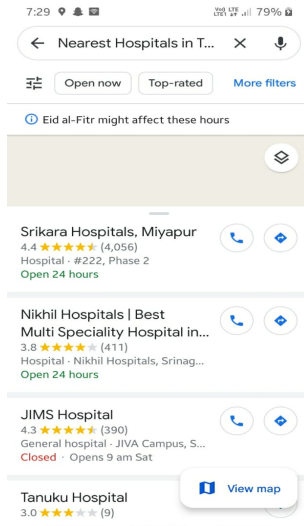 7:29 79%
Nearest Hospitals in T...
Open now Top-rated More filters
Eid al-Fitr might affect these hours
Srikara Hospitals, Miyapur
4.4 (4,056)
Hospital · #222, Phase 2
Open 24 hours
Nikhil Hospitals | Best
Multi Speciality Hospital in...
3.8 (411)
Hospital · Nikhil Hospitals, Srinag...
Open 24 hours
JIMS Hospital
4.3 (390)
General hospital · JIVA Campus, S...
Closed · Opens 9 am Sat
View map
Tanuku Hospital
3.0 (9)